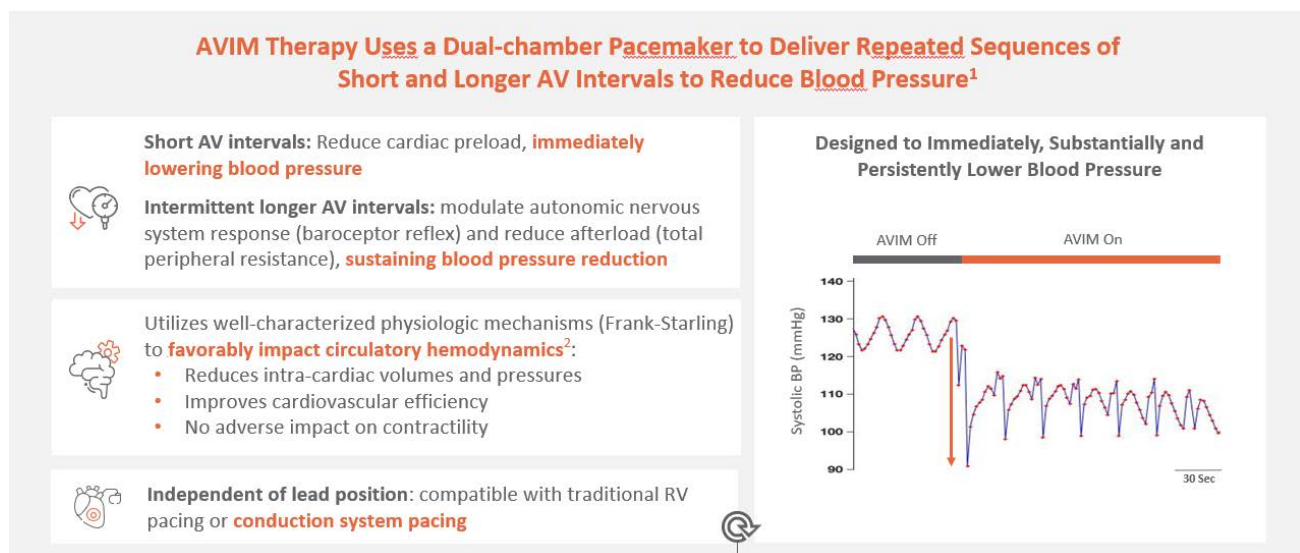 AVIM Therapy Uses a Dual-chamber Pacemaker to Deliver Repeated Sequences of
Short and Longer AV Intervals to Reduce Blood Pressure1
Short AV intervals: Reduce cardiac preload, immediately
lowering blood pressure
Intermittent longer AV intervals: modulate autonomic nervous
system response (baroceptor reflex) and reduce afterload (total
peripheral resistance), sustaining blood pressure reduction
Utilizes well-characterized physiologic mechanisms (Frank-Starling)
to favorably impact circulatory hemodynamics2:
• Reduces intra-cardiac volumes and pressures
• Improves cardiovascular efficiency
• No adverse impact on contractility
Independent of lead position: compatible with traditional RV
pacing or conduction system pacing
Designed to Immediately, Substantially and
Persistently Lower Blood Pressure
AVIM Off
AVIM On
Systolic BP (mmHg)
140
130
120
110
100
90
30 Sec